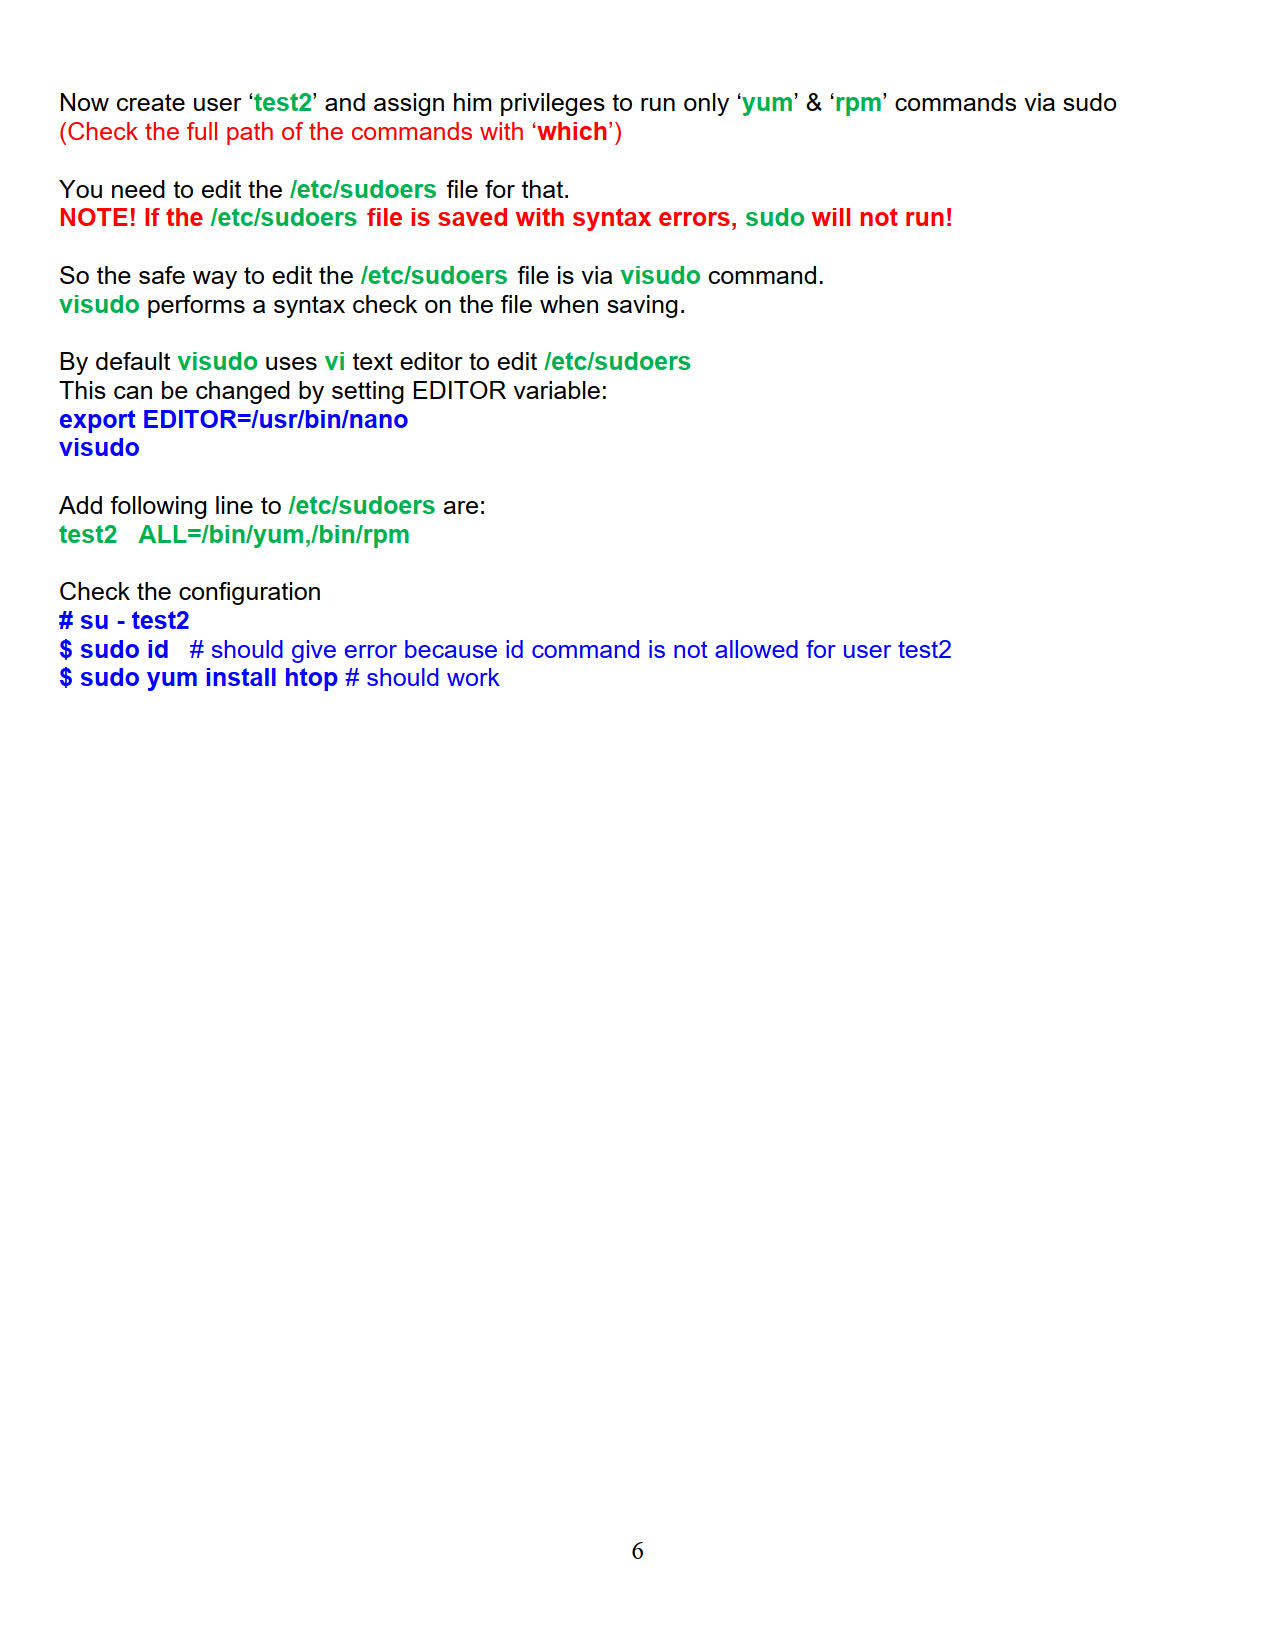 Now create user ‘test2’ and assign him privileges to run only ‘yum’ & ‘rpm’ commands via sudo
(Check the full path of the commands with ‘which’)
You need to edit the /etc/sudoers file for that.
NOTE! If the /etc/sudoers file is saved with syntax errors, sudo will not run!
So the safe way to edit the /etc/sudoers file is via visudo command.
visudo performs a syntax check on the file when saving.
By default visudo uses vi text editor to edit /etc/sudoers
This can be changed by setting EDITOR variable:
export EDITOR=/usr/bin/nano
visudo
Add following line to /etc/sudoers are:
test2 ALL=/bin/yum,/bin/rpm
Check the configuration
# su - test2
$ sudo id # should give error because id command is not allowed for user test2
$ sudo yum install htop # should work
6